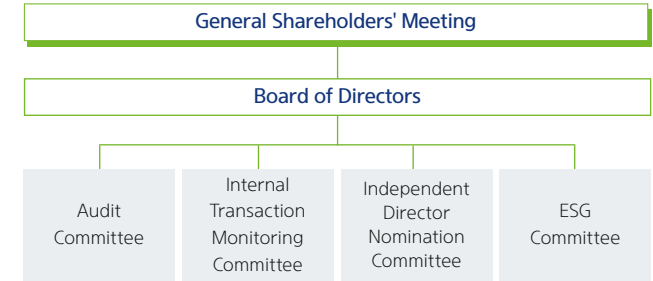 General Shareholders' Meeting
Board of Directors
Audit
Committee
Internal
Transaction
Monitoring
Committee
Independent
Director
Nomination
Committee
ESG
Committee